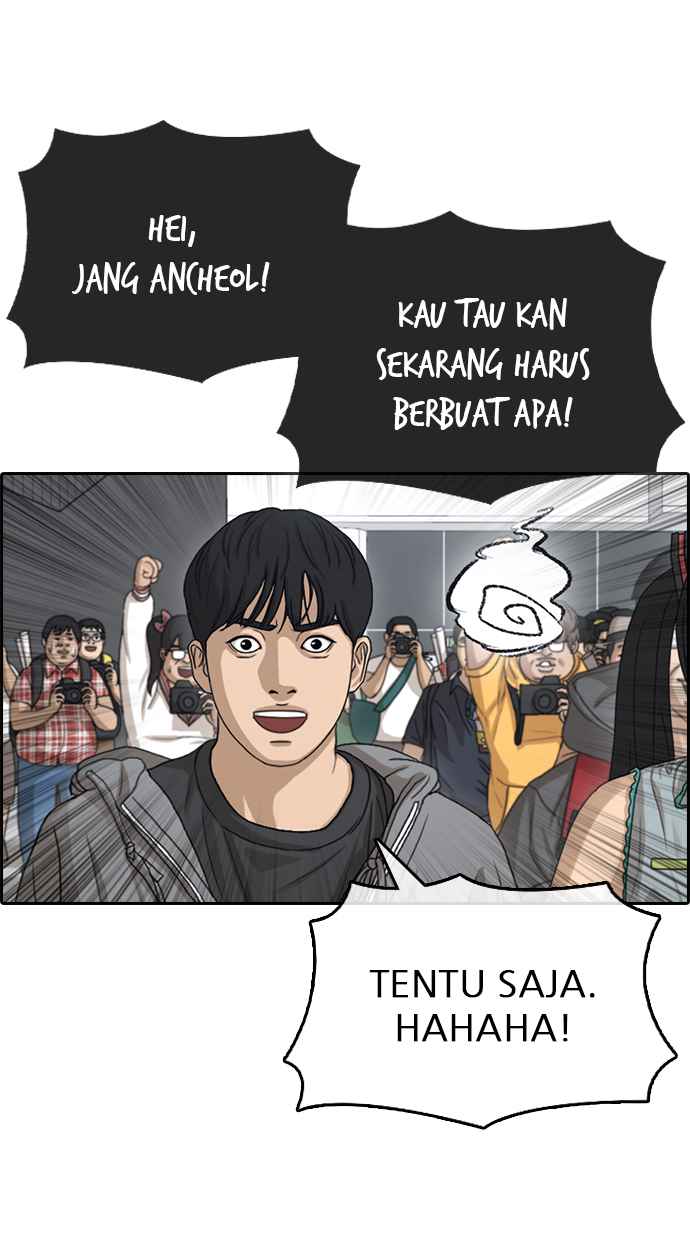 HEI,
JANG ANCHEOL!
KAU TAU KAN
SEKARANG HARUS
BERBUAT APA!
TENTU SAJA.
HAHAHA!